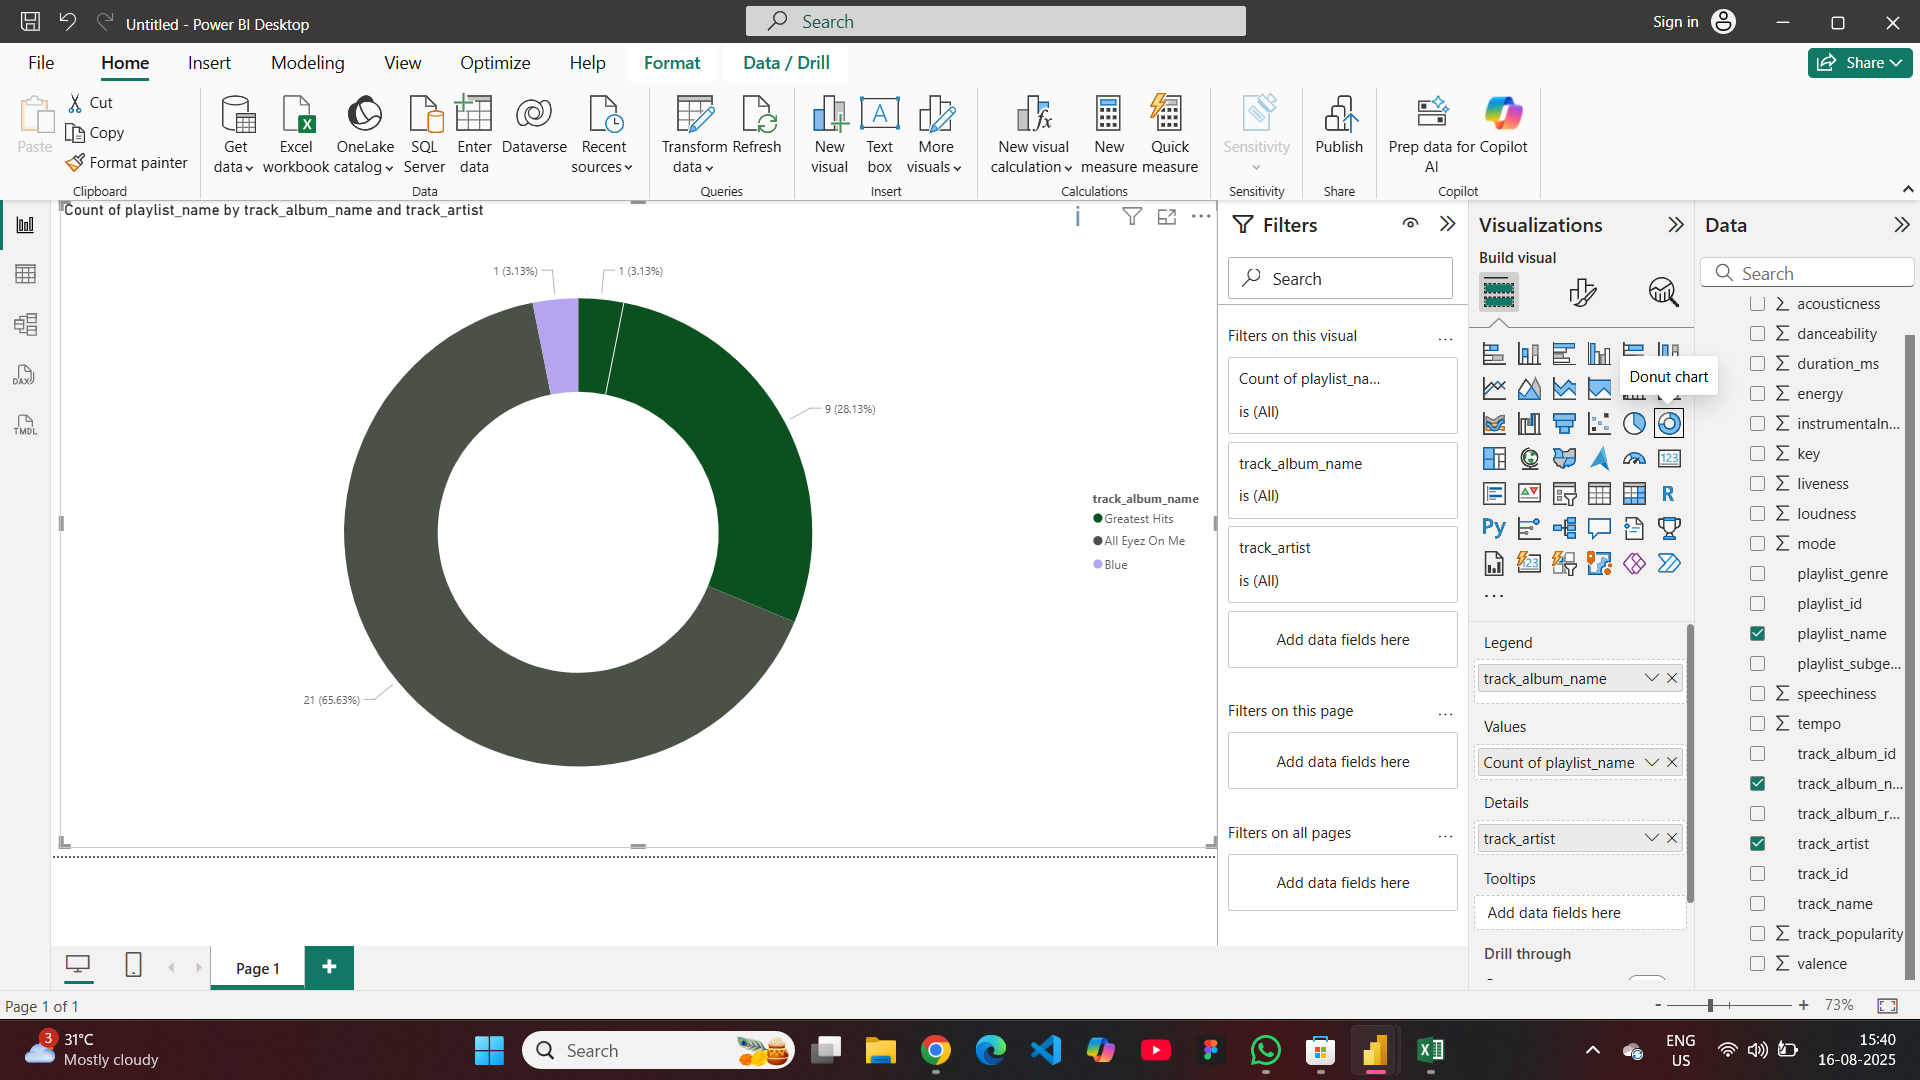 Untitled - Power BI Desktop
Search
Sign in
File
Home
Insert
Modeling
View
Optimize
Help
Format
Data / Drill
Share
Paste
Cut
Copy
Format painter
Clipboard
Get data
Excel workbook
OneLake catalog
SQL Server
Enter data
Dataverse
Recent sources
Data
Transform data
Refresh
Queries
New visual
Text box
More visuals
Insert
New visual calculation
New measure
Quick measure
Calculations
Sensitivity
Sensitivity
Publish
Share
Prep data for AI
Copilot
Copilot
Count of playlist_name by track_album_name and track_artist
1 (3.13%)
1 (3.13%)
9 (28.13%)
21 (65.63%)
track_album_name
Greatest Hits
All Eyez On Me
Blue
Filters
Search
Filters on this visual
Count of playlist_na...
is (All)
track_album_name
is (All)
track_artist
is (All)
Add data fields here
Filters on this page
Add data fields here
Filters on all pages
Add data fields here
Visualizations
Build visual
Donut chart
123
R
Py
123
Legend
track_album_name
Values
Count of playlist_name
Details
track_artist
Tooltips
Add data fields here
Drill through
Data
Search
acousticness
danceability
duration_ms
energy
instrumentaln...
key
liveness
loudness
mode
playlist_genre
playlist_id
playlist_name
playlist_subge...
speechiness
tempo
track_album_id
track_album_n...
track_album_r...
track_artist
track_id
track_name
track_popularity
valence
DAX
TMDL
Page 1
Page 1 of 1
- + 73%
3
31°C
Mostly cloudy
Search
ENG
US
15:40
16-08-2025